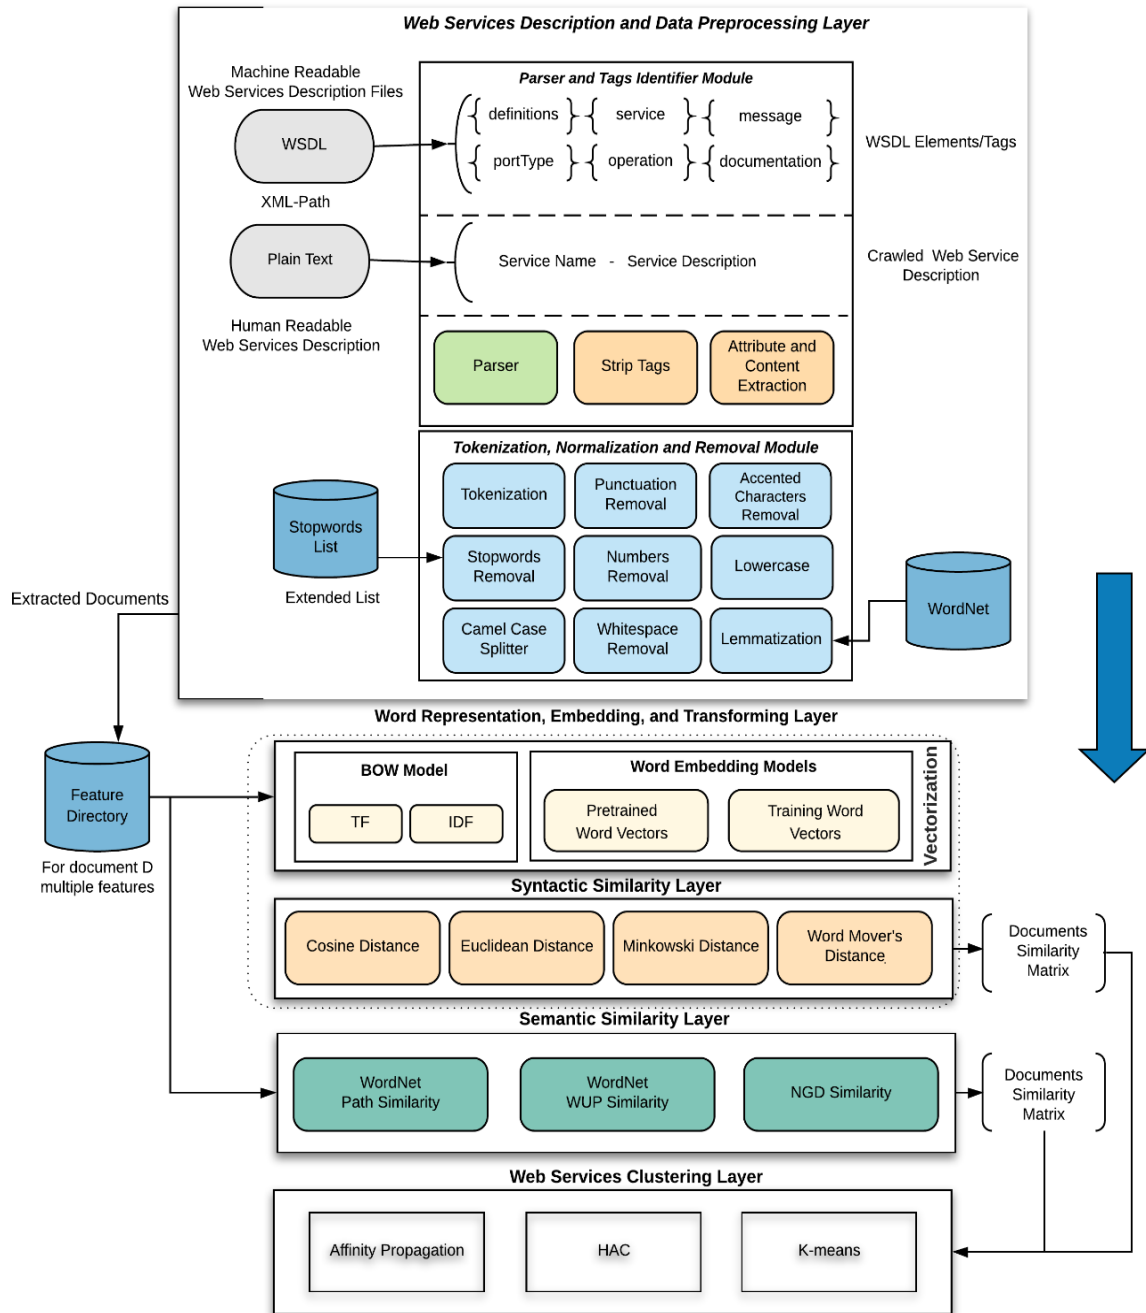 Web Services Description and Data Preprocessing Layer
Machine Readable
Web Services Description Files
WSDL
XML-Path
Plain Text
Human Readable
Web Services Description
Parser and Tags Identifier Module
{ definitions } { service } { message }
{ portType } { operation } { documentation }
WSDL Elements/Tags
Service Name - Service Description
Crawled Web Service
Description
Parser
Strip Tags
Attribute and
Content
Extraction
Tokenization, Normalization and Removal Module
Tokenization
Punctuation
Removal
Accented
Characters
Removal
Stopwords
List
Extended List
Stopwords
Removal
Numbers
Removal
Lowercase
WordNet
Camel Case
Splitter
Whitespace
Removal
Lemmatization
Extracted Documents
Feature
Directory
For document D
multiple features
Word Representation, Embedding, and Transforming Layer
BOW Model
TF
IDF
Word Embedding Models
Pretrained
Word Vectors
Training Word
Vectors
Vectorization
Syntactic Similarity Layer
Cosine Distance
Euclidean Distance
Minkowski Distance
Word Mover's
Distance.
Documents
Similarity
Matrix
Semantic Similarity Layer
WordNet
Path Similarity
WordNet
WUP Similarity
NGD Similarity
Documents
Similarity
Matrix
Web Services Clustering Layer
Affinity Propagation
HAC
K-means